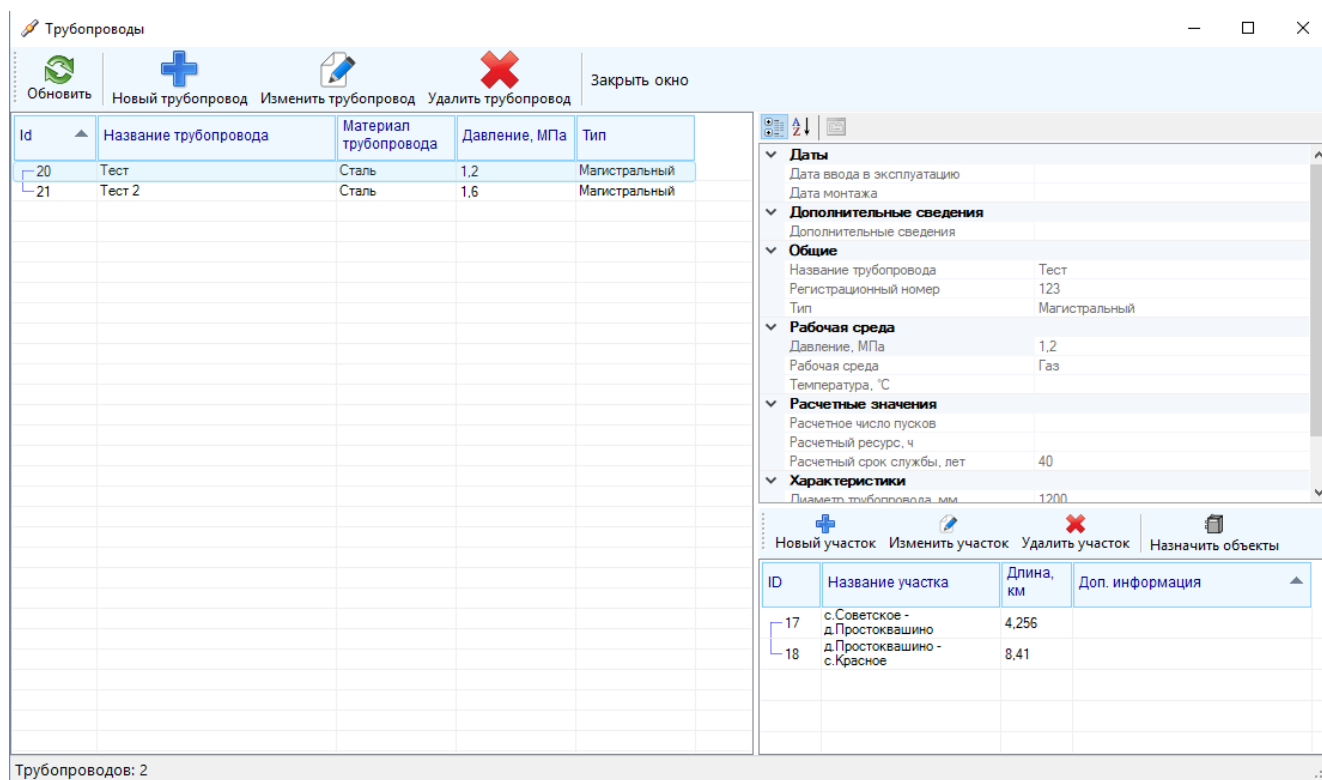 Трубопроводы
Обновить
Новый трубопровод
Изменить трубопровод
Удалить трубопровод
Закрыть окно
Id
Название трубопровода
Материал
трубопровода
Давление, МПа
Тип
20
Тест
Сталь
1,2
Магистральный
21
Тест 2
Сталь
1,6
Магистральный
Даты
Дата ввода в эксплуатацию
Дата монтажа
Дополнительные сведения
Дополнительные сведения
Общие
Название трубопровода
Тест
Регистрационный номер
123
Тип
Магистральный
Рабочая среда
Давление, МПа
1,2
Рабочая среда
Газ
Температура, °С
Расчетные значения
Расчетное число пусков
Расчетный ресурс, ч
Расчетный срок службы, лет
40
Характеристики
Диаметр трубопровода, мм
1200
Новый участок
Изменить участок
Удалить участок
Назначить объекты
ID
Название участка
Длина,
км
Доп. информация
17
с.Советское -
д.Простоквашино
4,256
18
д.Простоквашино -
с.Красное
8,41
Трубопроводов: 2